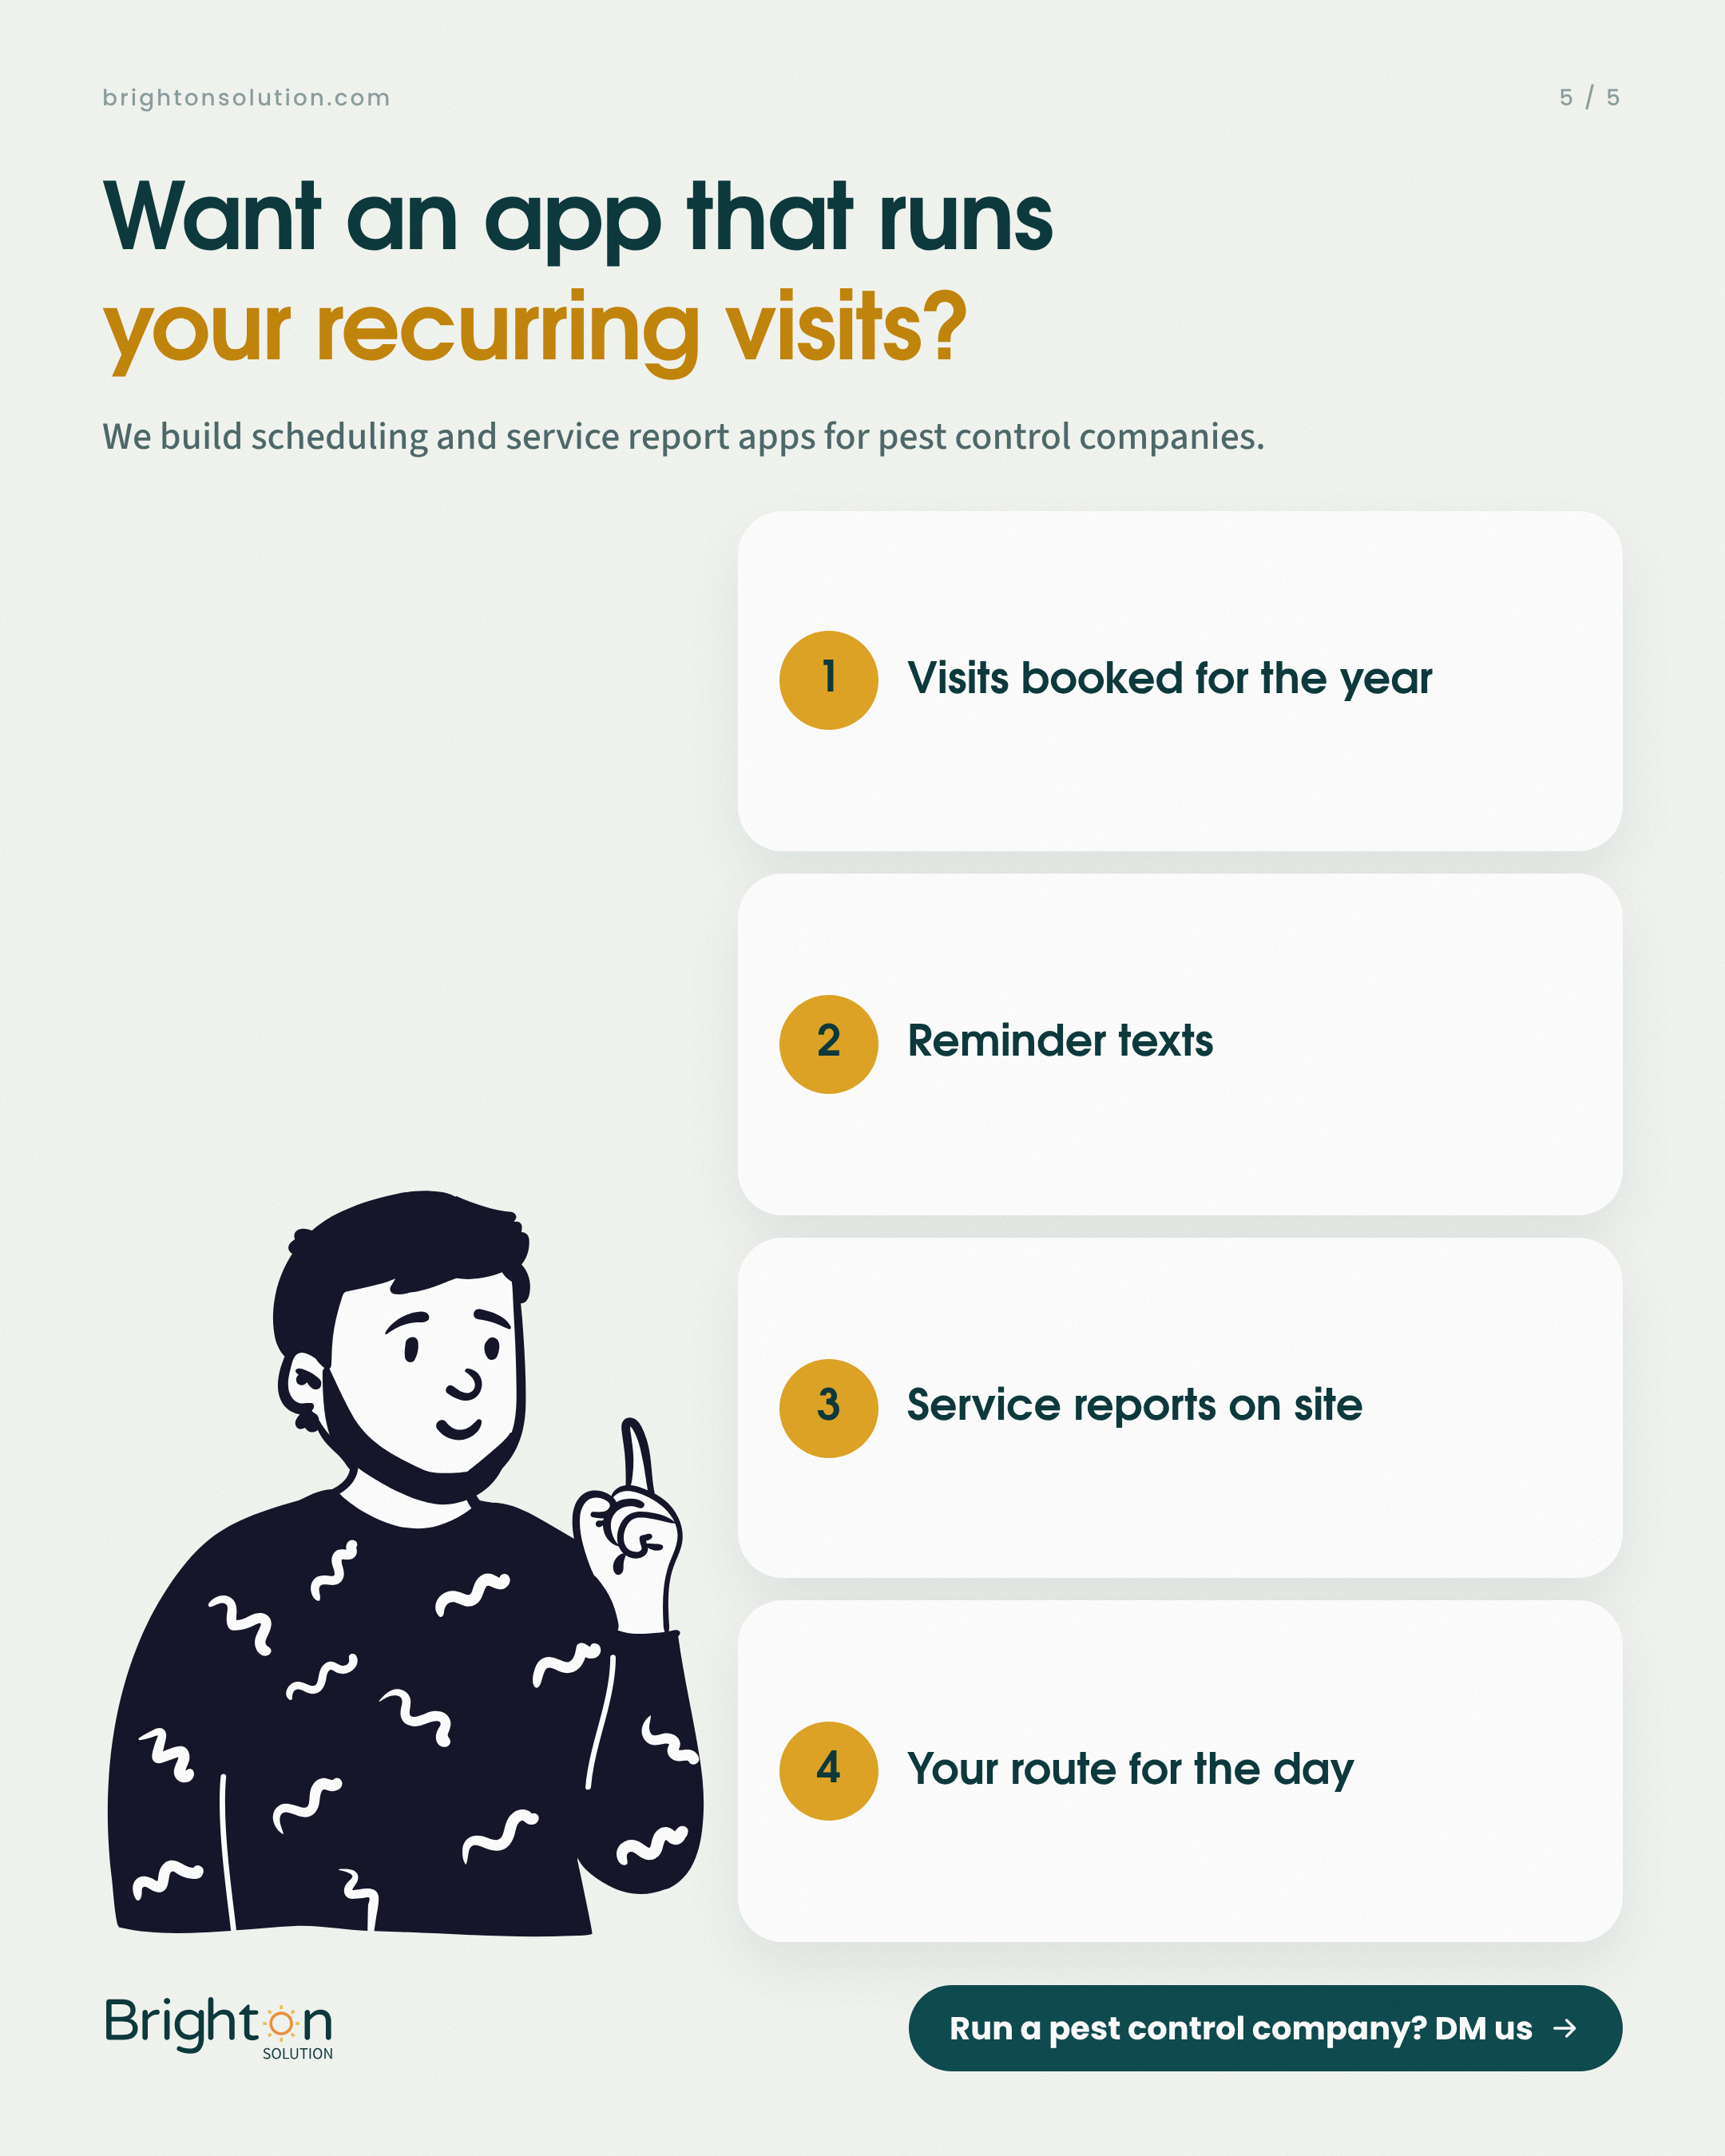 brightonsolution.com
5 / 5
Want an app that runs
your recurring visits?
We build scheduling and service report apps for pest control companies.
1 Visits booked for the year
2 Reminder texts
3 Service reports on site
4 Your route for the day
Brighton
SOLUTION
Run a pest control company? DM us →